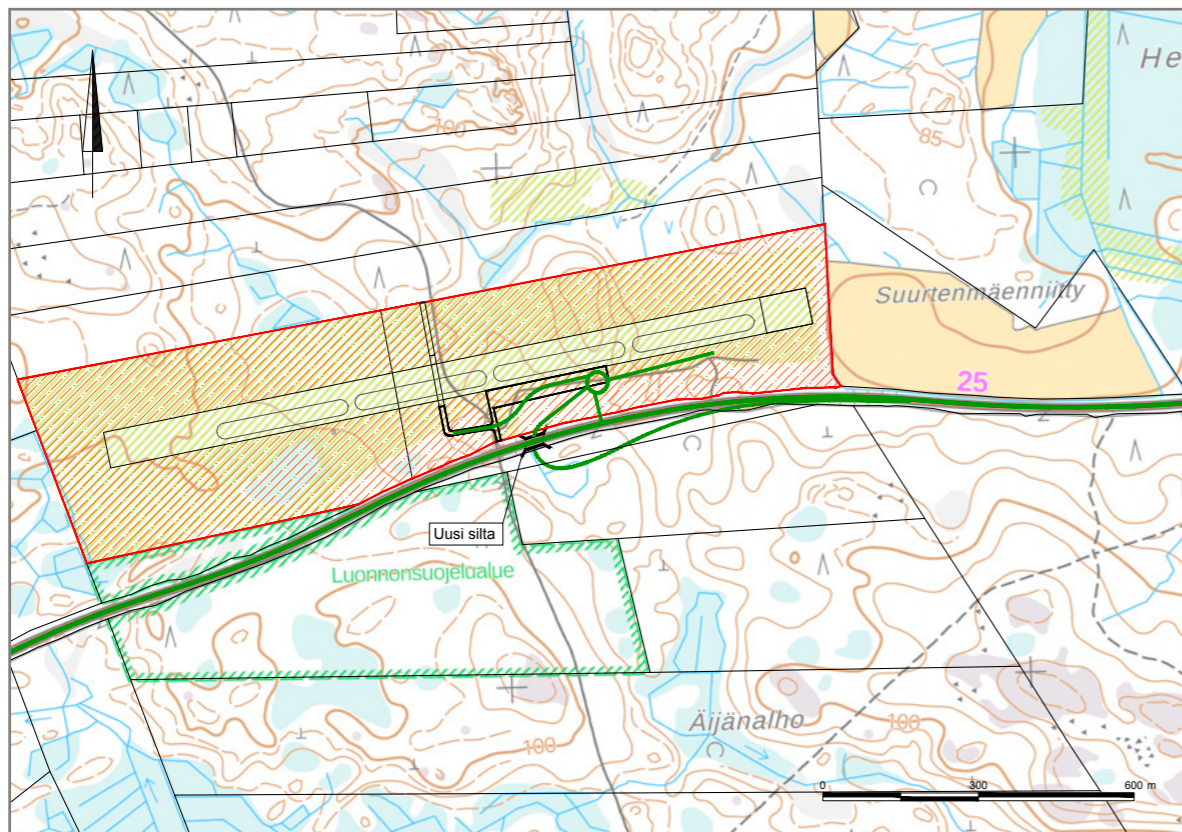 He
100
85
Suurtenmäenniitty
25
Uusi silta
Luonnonsuojelualue
Äijänalho
100
100
0 300 600 m